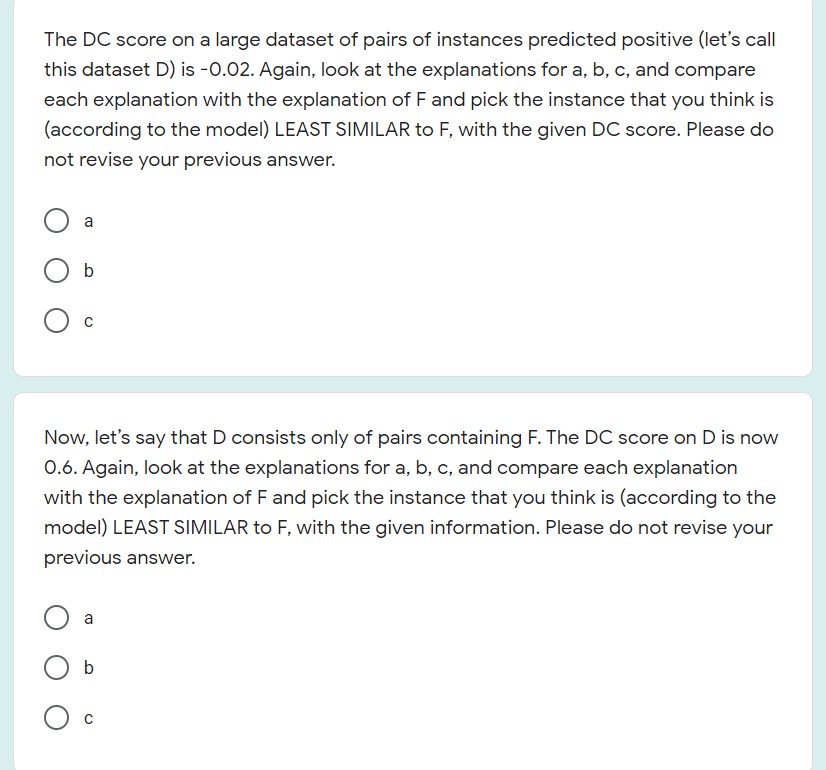 The DC score on a large dataset of pairs of instances predicted positive (let’s call
this dataset D) is -0.02. Again, look at the explanations for a, b, c, and compare
each explanation with the explanation of F and pick the instance that you think is
(according to the model) LEAST SIMILAR to F, with the given DC score. Please do
not revise your previous answer.
a
b
c
Now, let’s say that D consists only of pairs containing F. The DC score on D is now
0.6. Again, look at the explanations for a, b, c, and compare each explanation
with the explanation of F and pick the instance that you think is (according to the
model) LEAST SIMILAR to F, with the given information. Please do not revise your
previous answer.
a
b
c